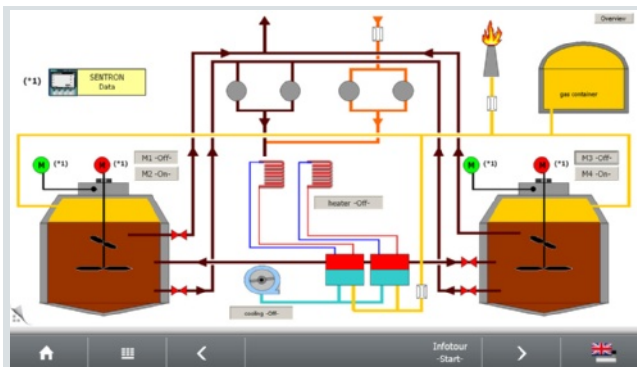 Overview
(*1)
SENTRON
Data
gas container
M (*1)
M (*1)
M1 -Off-
M2 -On-
M (*1)
M (*1)
M3 -Off-
M4 -On-
heater -Off-
cooling -Off-
Infotour
-Start-